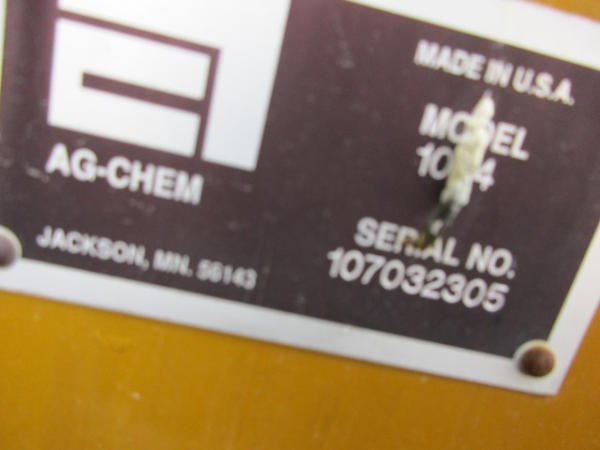 MADE IN U.S.A.
MODEL
AG-CHEM
JACKSON, MN. 56143
SERIAL NO.
107032305